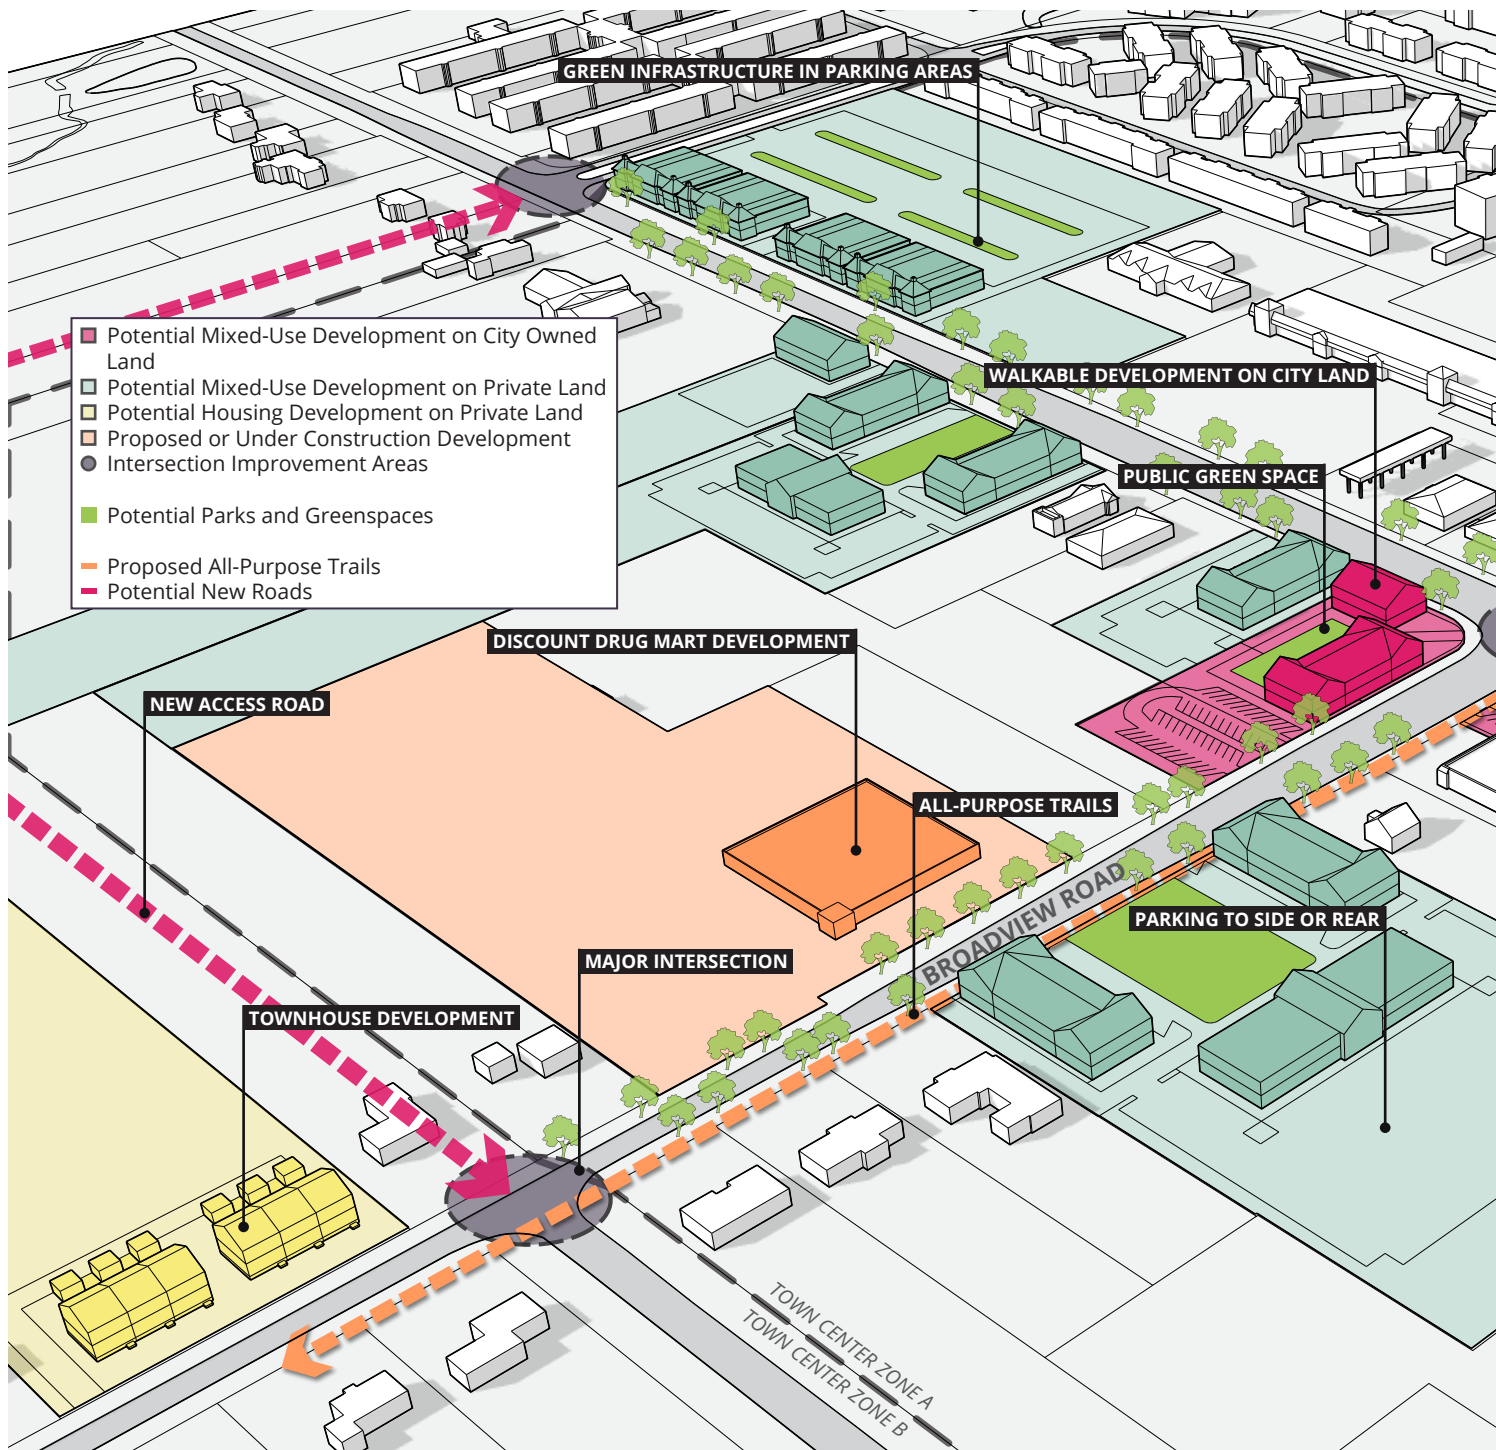 GREEN INFRASTRUCTURE IN PARKING AREAS
Potential Mixed-Use Development on City Owned
Land
Potential Mixed-Use Development on Private Land
Potential Housing Development on Private Land
Proposed or Under Construction Development
Intersection Improvement Areas
Potential Parks and Greenspaces
Proposed All-Purpose Trails
Potential New Roads
WALKABLE DEVELOPMENT ON CITY LAND
PUBLIC GREEN SPACE
DISCOUNT DRUG MART DEVELOPMENT
NEW ACCESS ROAD
ALL-PURPOSE TRAILS
BROADVIEW ROAD
PARKING TO SIDE OR REAR
MAJOR INTERSECTION
TOWNHOUSE DEVELOPMENT
TOWN CENTER ZONE A
TOWN CENTER ZONE B